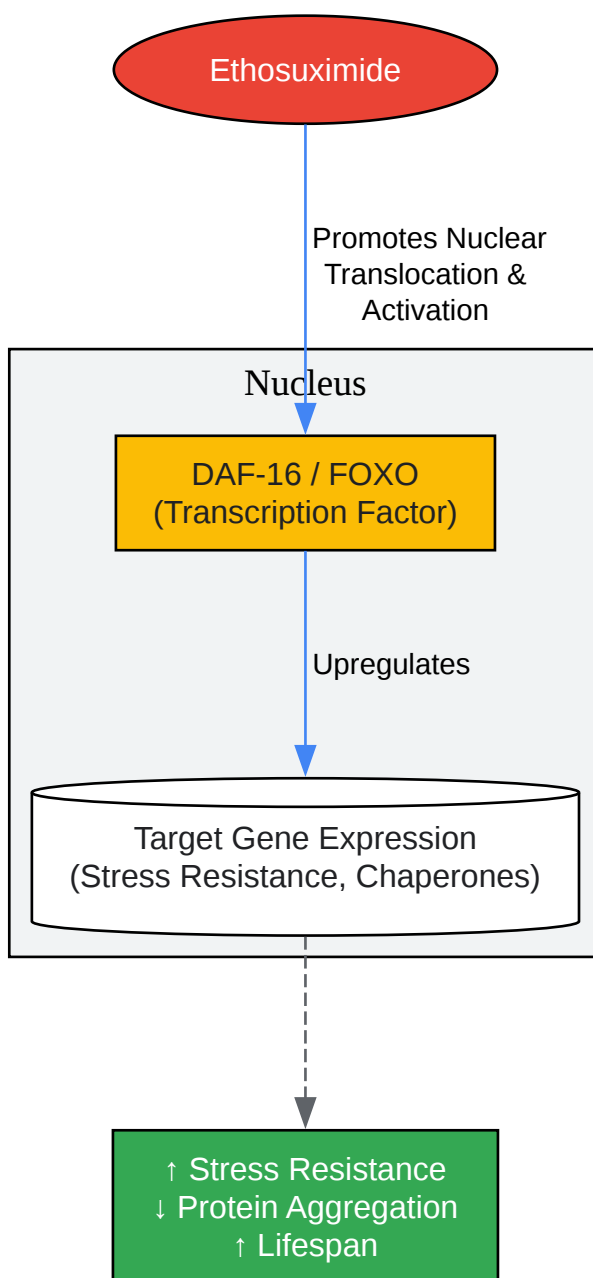 Ethosuximide
Promotes Nuclear
Translocation &
Activation
Nucleus
DAF-16 / FOXO
(Transcription Factor)
Upregulates
Target Gene Expression
(Stress Resistance, Chaperones)
↑ Stress Resistance
↓ Protein Aggregation
↑ Lifespan